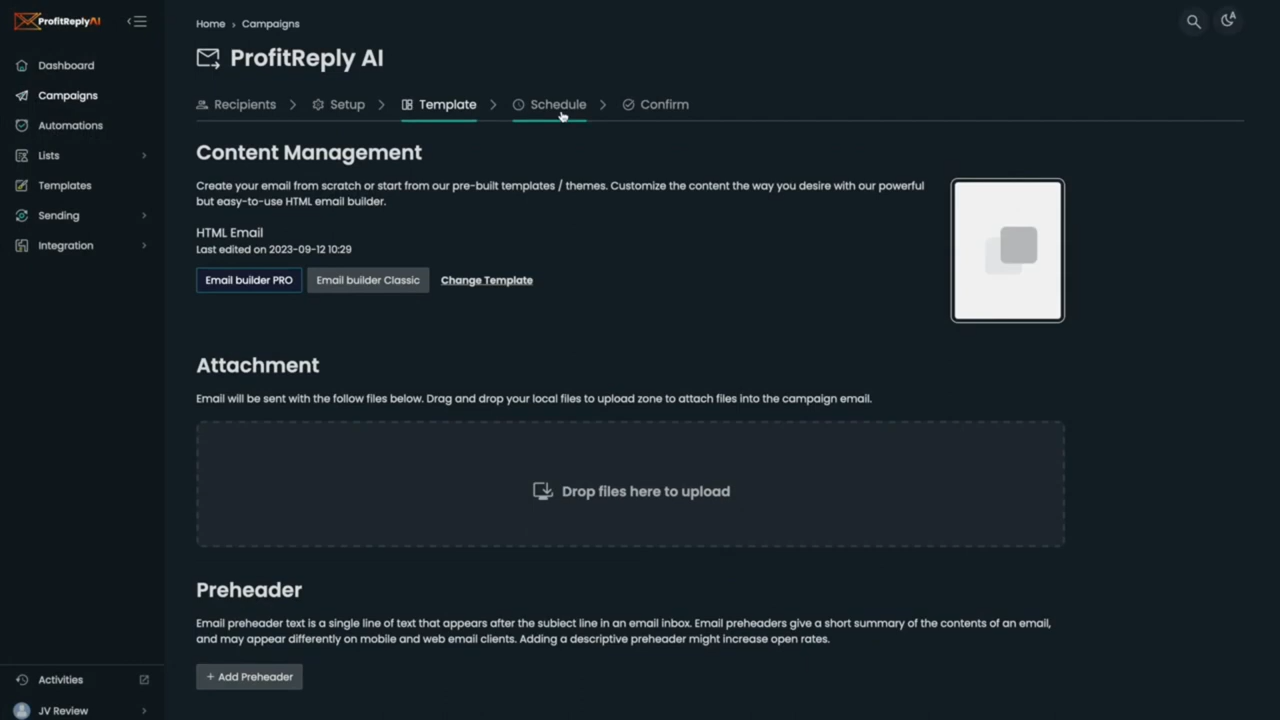 ProfitReplyAI
Home › Campaigns
ProfitReply AI
Dashboard
Campaigns
Automations
Lists
Templates
Sending
Integration
Recipients
Setup
Template
Schedule
Confirm
Content Management
Create your email from scratch or start from our pre-built templates / themes. Customize the content the way you desire with our powerful
but easy-to-use HTML email builder.
HTML Email
Last edited on 2023-09-12 10:29
Email builder PRO
Email builder Classic
Change Template
Attachment
Email will be sent with the follow files below. Drag and drop your local files to upload zone to attach files into the campaign email.
Drop files here to upload
Preheader
Email preheader text is a single line of text that appears after the subject line in an email inbox. Email preheaders give a short summary of the contents of an email,
and may appear differently on mobile and web email clients. Adding a descriptive preheader might increase open rates.
+ Add Preheader
Activities
JV Review